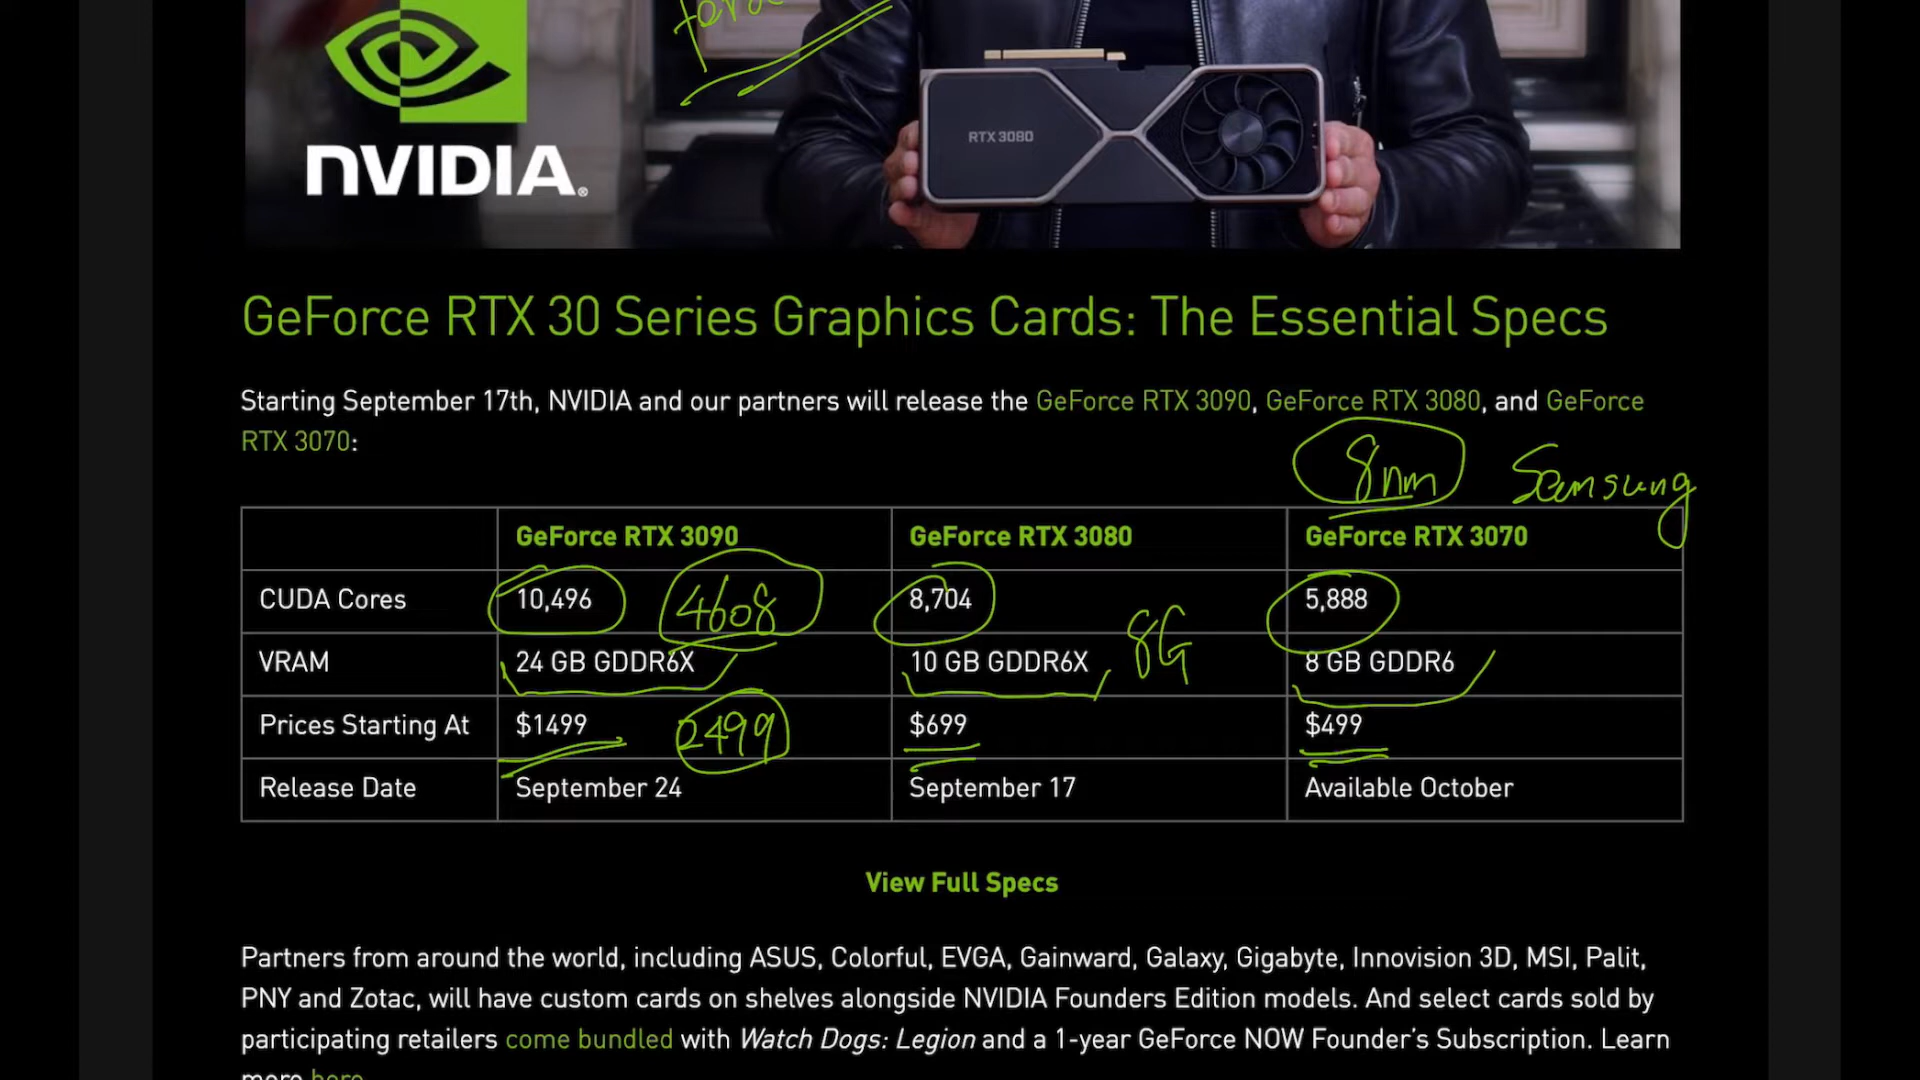 NVIDIA
RTX 3080
GeForce RTX 30 Series Graphics Cards: The Essential Specs
Starting September 17th, NVIDIA and our partners will release the GeForce RTX 3090, GeForce RTX 3080, and GeForce
RTX 3070:
8nm Samsung
GeForce RTX 3090 GeForce RTX 3080 GeForce RTX 3070
CUDA Cores 10,496 4608 8,704 5,888
VRAM 24 GB GDDR6X 10 GB GDDR6X 8G 8 GB GDDR6
Prices Starting At $1499 2499 $699 $499
Release Date September 24 September 17 Available October
View Full Specs
Partners from around the world, including ASUS, Colorful, EVGA, Gainward, Galaxy, Gigabyte, Innovision 3D, MSI, Palit,
PNY and Zotac, will have custom cards on shelves alongside NVIDIA Founders Edition models. And select cards sold by
participating retailers come bundled with Watch Dogs: Legion and a 1-year GeForce NOW Founder's Subscription. Learn
more here